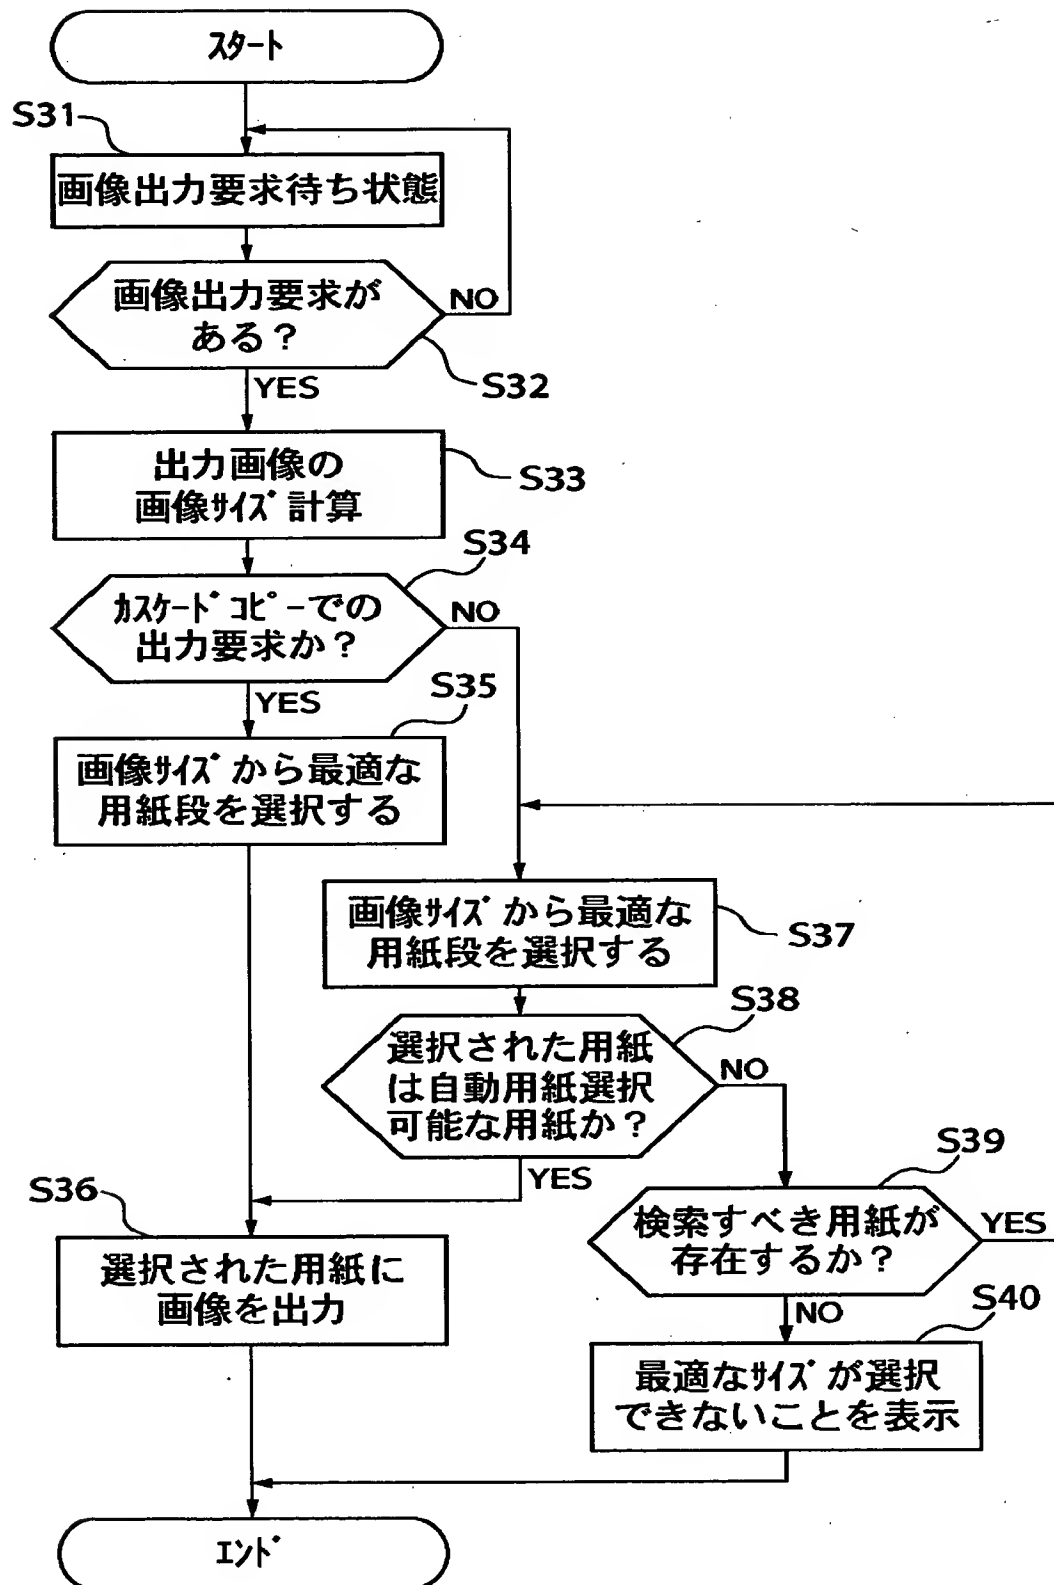 スタート
S31
画像出力要求待ち状態
画像出力要求が
ある？
NO
S32
YES
出力画像の
画像ｻｲｽﾞ計算
S33
S34
ｶｽｹｰﾄﾞｺﾋﾟｰでの
出力要求か？
NO
YES
S35
画像ｻｲｽﾞから最適な
用紙段を選択する
画像ｻｲｽﾞから最適な
用紙段を選択する
S37
S38
選択された用紙
は自動用紙選択
可能な用紙か？
NO
YES
S39
検索すべき用紙が
存在するか？
YES
NO
S36
選択された用紙に
画像を出力
S40
最適なｻｲｽﾞが選択
できないことを表示
ｴﾝﾄﾞ